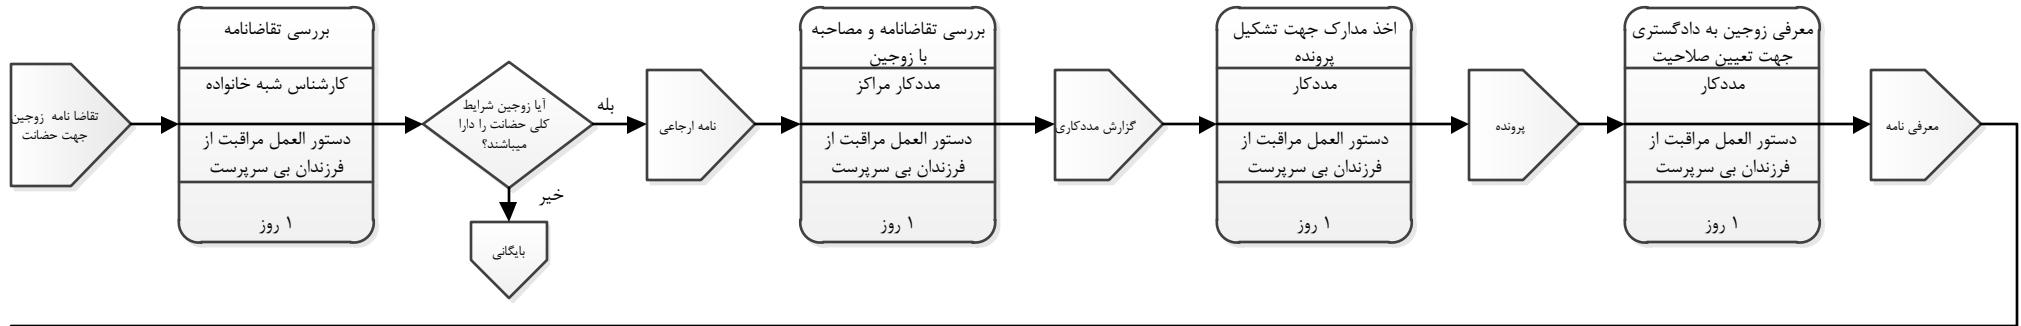 تقاضا نامه زوجین
جهت حضانت
بررسی تقاضانامه
کارشناس شبه خانواده
دستور العمل مراقبت از
فرزندان بی سرپرست
۱ روز
آیا زوجین شرایط
کلی حضانت را دارا
میباشند؟
بله
خیر
بایگانی
نامه ارجاعی
بررسی تقاضانامه و مصاحبه
با زوجین
مددکار مراکز
دستور العمل مراقبت از
فرزندان بی سرپرست
۱ روز
گزارش مددکاری
اخذ مدارک جهت تشکیل
پرونده
مددکار
دستور العمل مراقبت از
فرزندان بی سرپرست
۱ روز
پرونده
معرفی زوجین به دادگستری
جهت تعیین صلاحیت
مددکار
دستور العمل مراقبت از
فرزندان بی سرپرست
۱ روز
معرفی نامه